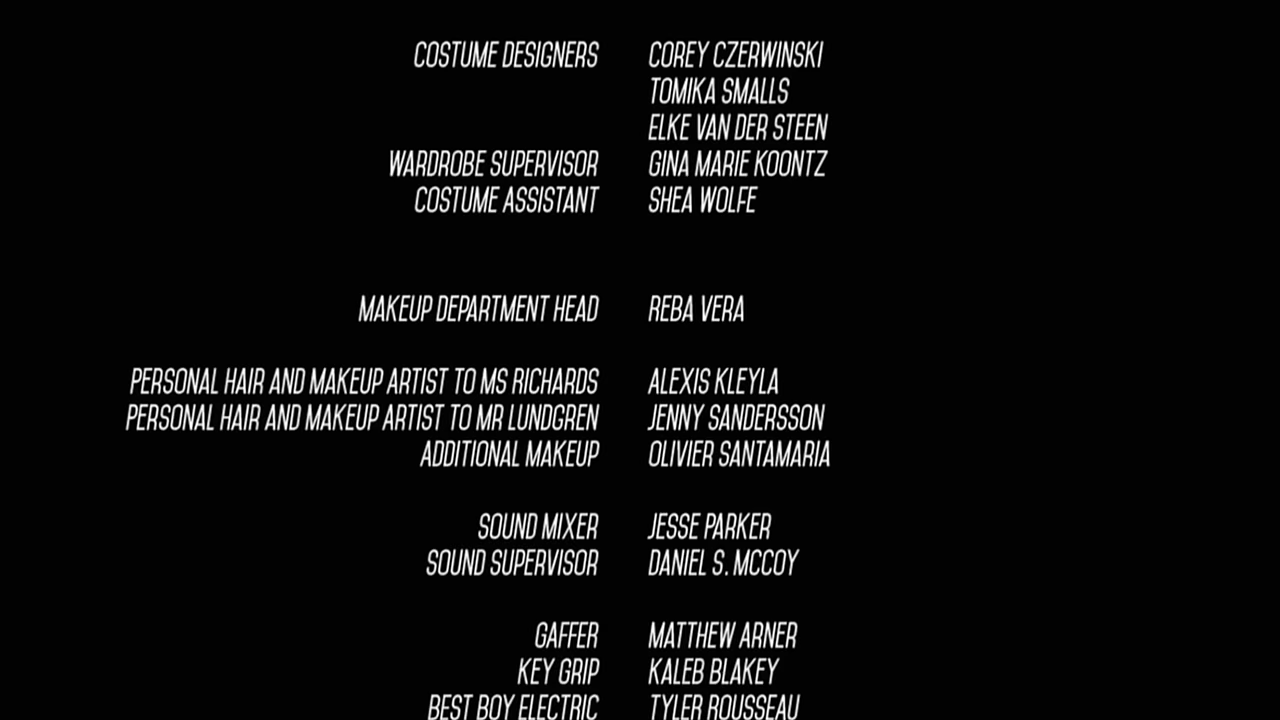 COSTUME DESIGNERS COREY CZERWINSKI
TOMIKA SMALLS
ELKE VAN DER STEEN
WARDROBE SUPERVISOR GINA MARIE KOONTZ
COSTUME ASSISTANT SHEA WOLFE
MAKEUP DEPARTMENT HEAD REBA VERA
PERSONAL HAIR AND MAKEUP ARTIST TO MS RICHARDS ALEXIS KLEYLA
PERSONAL HAIR AND MAKEUP ARTIST TO MR LUNDGREN JENNY SANDERSSON
ADDITIONAL MAKEUP OLIVIER SANTAMARIA
SOUND MIXER JESSE PARKER
SOUND SUPERVISOR DANIEL S. MCCOY
GAFFER MATTHEW ARNER
KEY GRIP KALEB BLAKEY
BEST BOY ELECTRIC TYLER ROUSSEAU